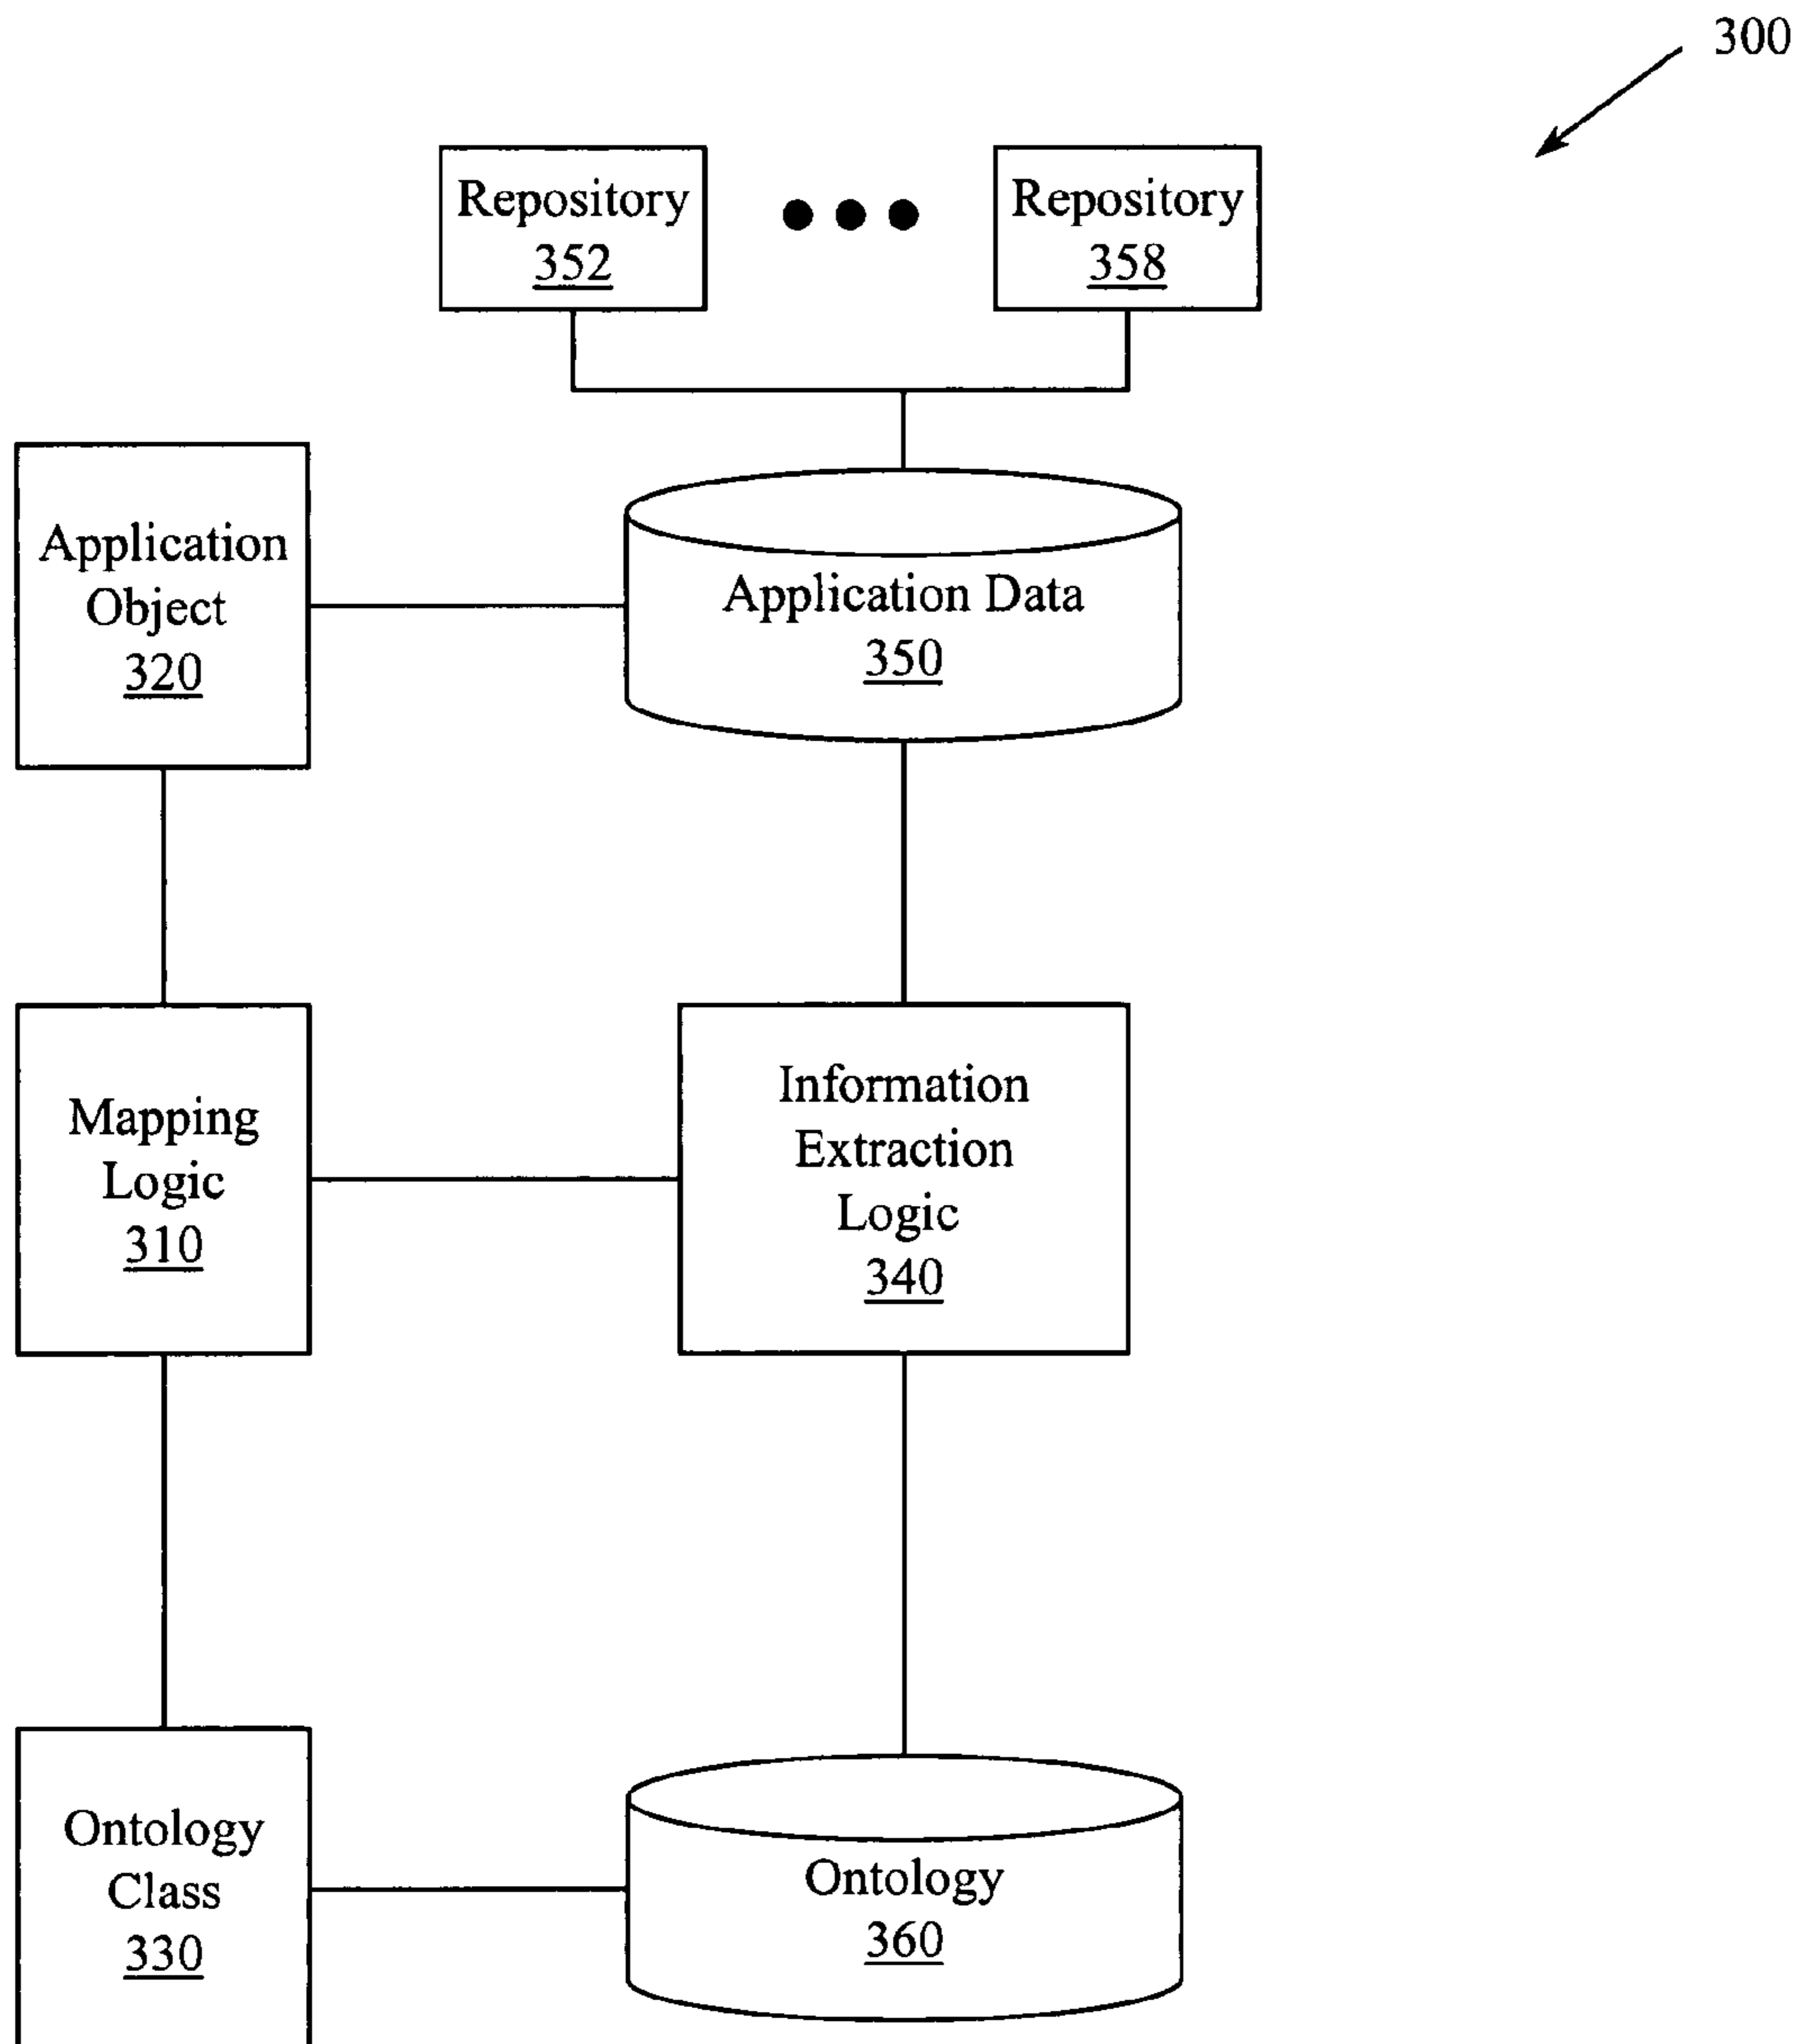 300
Repository
352
Repository
358
Application
Object
320
Application Data
350
Mapping
Logic
310
Information
Extraction
Logic
340
Ontology
Class
330
Ontology
360